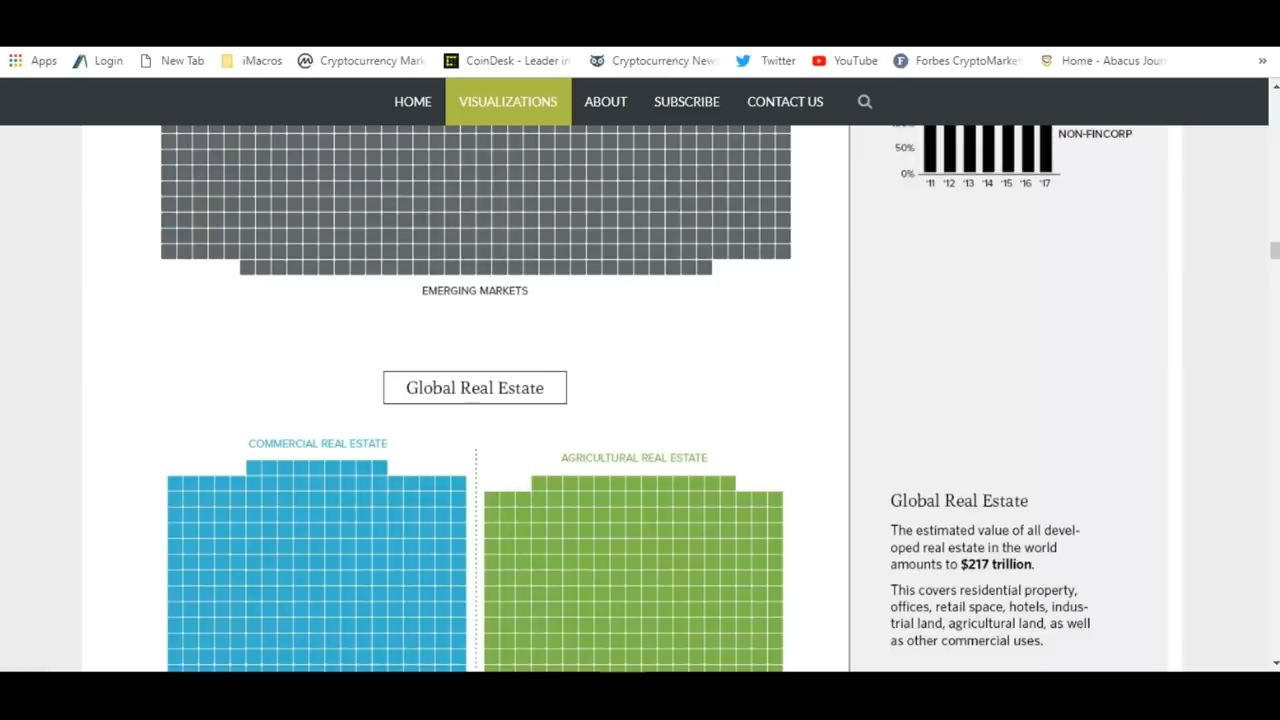 Apps Login New Tab iMacros Cryptocurrency Mark CoinDesk - Leader in Cryptocurrency New Twitter YouTube Forbes CryptoMarket Home - Abacus Jour »
HOME VISUALIZATIONS ABOUT SUBSCRIBE CONTACT US
NON-FINCORP
50%
0%
'11 '12 '13 '14 '15 '16 '17
EMERGING MARKETS
Global Real Estate
COMMERCIAL REAL ESTATE
AGRICULTURAL REAL ESTATE
Global Real Estate
The estimated value of all devel-
oped real estate in the world
amounts to $217 trillion.
This covers residential property,
offices, retail space, hotels, indus-
trial land, agricultural land, as well
as other commercial uses.